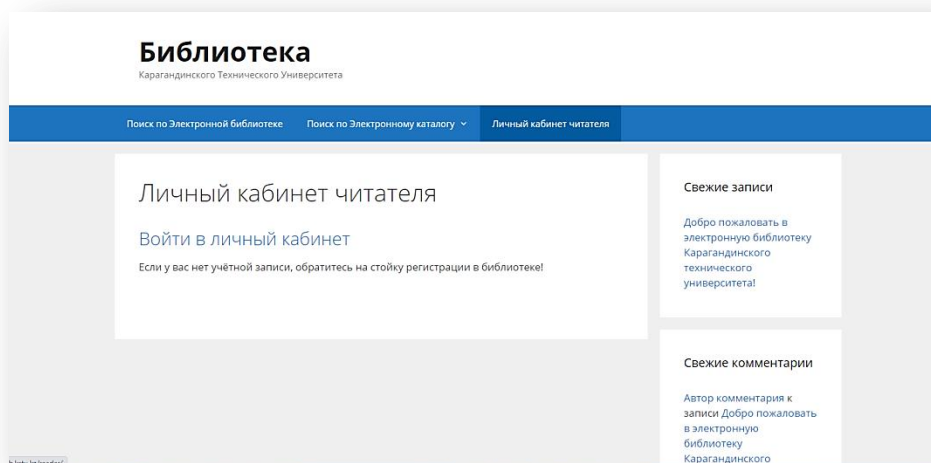 Библиотека
Карагандинского Технического Университета
Поиск по Электронной библиотеке
Поиск по Электронному каталогу
Личный кабинет читателя
Личный кабинет читателя
Войти в личный кабинет
Если у вас нет учётной записи, обратитесь на стойку регистрации в библиотеке!
Свежие записи
Добро пожаловать в
электронную библиотеку
Карагандинского
технического
университета!
Свежие комментарии
Автор комментария к
записи Добро пожаловать
в электронную
библиотеку
Карагандинского